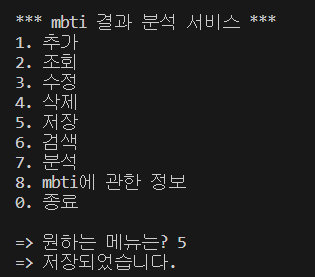 *** mbti 결과 분석 서비스 ***
1. 추가
2. 조회
3. 수정
4. 삭제
5. 저장
6. 검색
7. 분석
8. mbti에 관한 정보
0. 종료
=> 원하는 메뉴는? 5
=> 저장되었습니다.